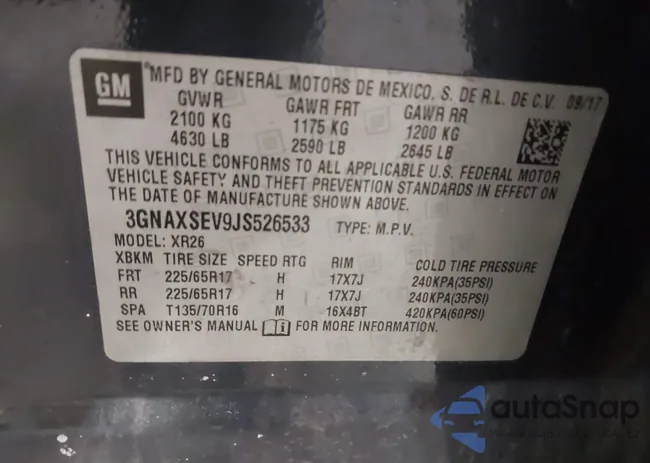 GM
*MFD BY GENERAL MOTORS DE MEXICO, S. DE R.L. DE C.V. 09/17
GVWR GAWR FRT GAWR RR
2100 KG 1175 KG 1200 KG
4630 LB 2590 LB 2645 LB
THIS VEHICLE CONFORMS TO ALL APPLICABLE U.S. FEDERAL MOTOR
VEHICLE SAFETY AND THEFT PREVENTION STANDARDS IN EFFECT ON
THE DATE OF MANUFACTURE SHOWN ABOVE.
3GNAXSEV9JS526533 TYPE: M.P.V.
MODEL: XR26
XBKM TIRE SIZE SPEED RTG RIM COLD TIRE PRESSURE
FRT 225/65R17 H 17X7J 240KPA(35PSI)
RR 225/65R17 H 17X7J 240KPA(35PSI)
SPA T135/70R16 M 16X4BT 420KPA(60PSI)
SEE OWNER'S MANUAL FOR MORE INFORMATION.
autoSnap